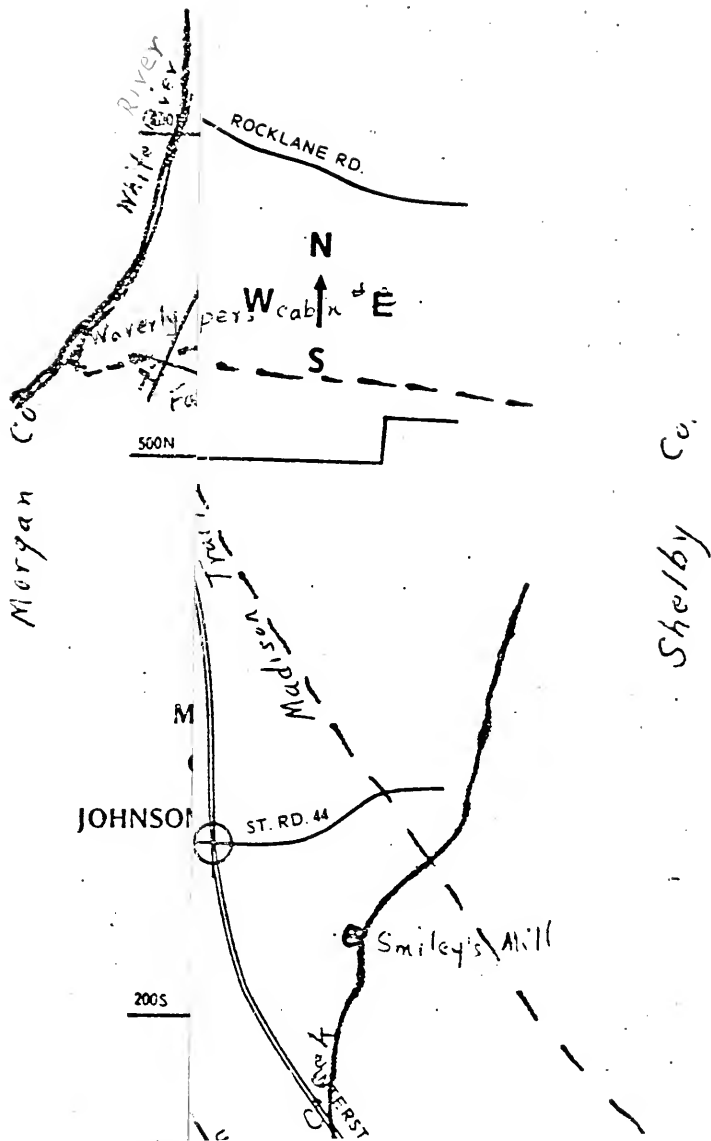 White River
River
ROCKLANE RD.
N
W E
S
Waverly
cabin
500N
Morgan Co
Shelby Co.
Madison Trail
M
JOHNSON
ST. RD. 44
Smiley's Mill
200S